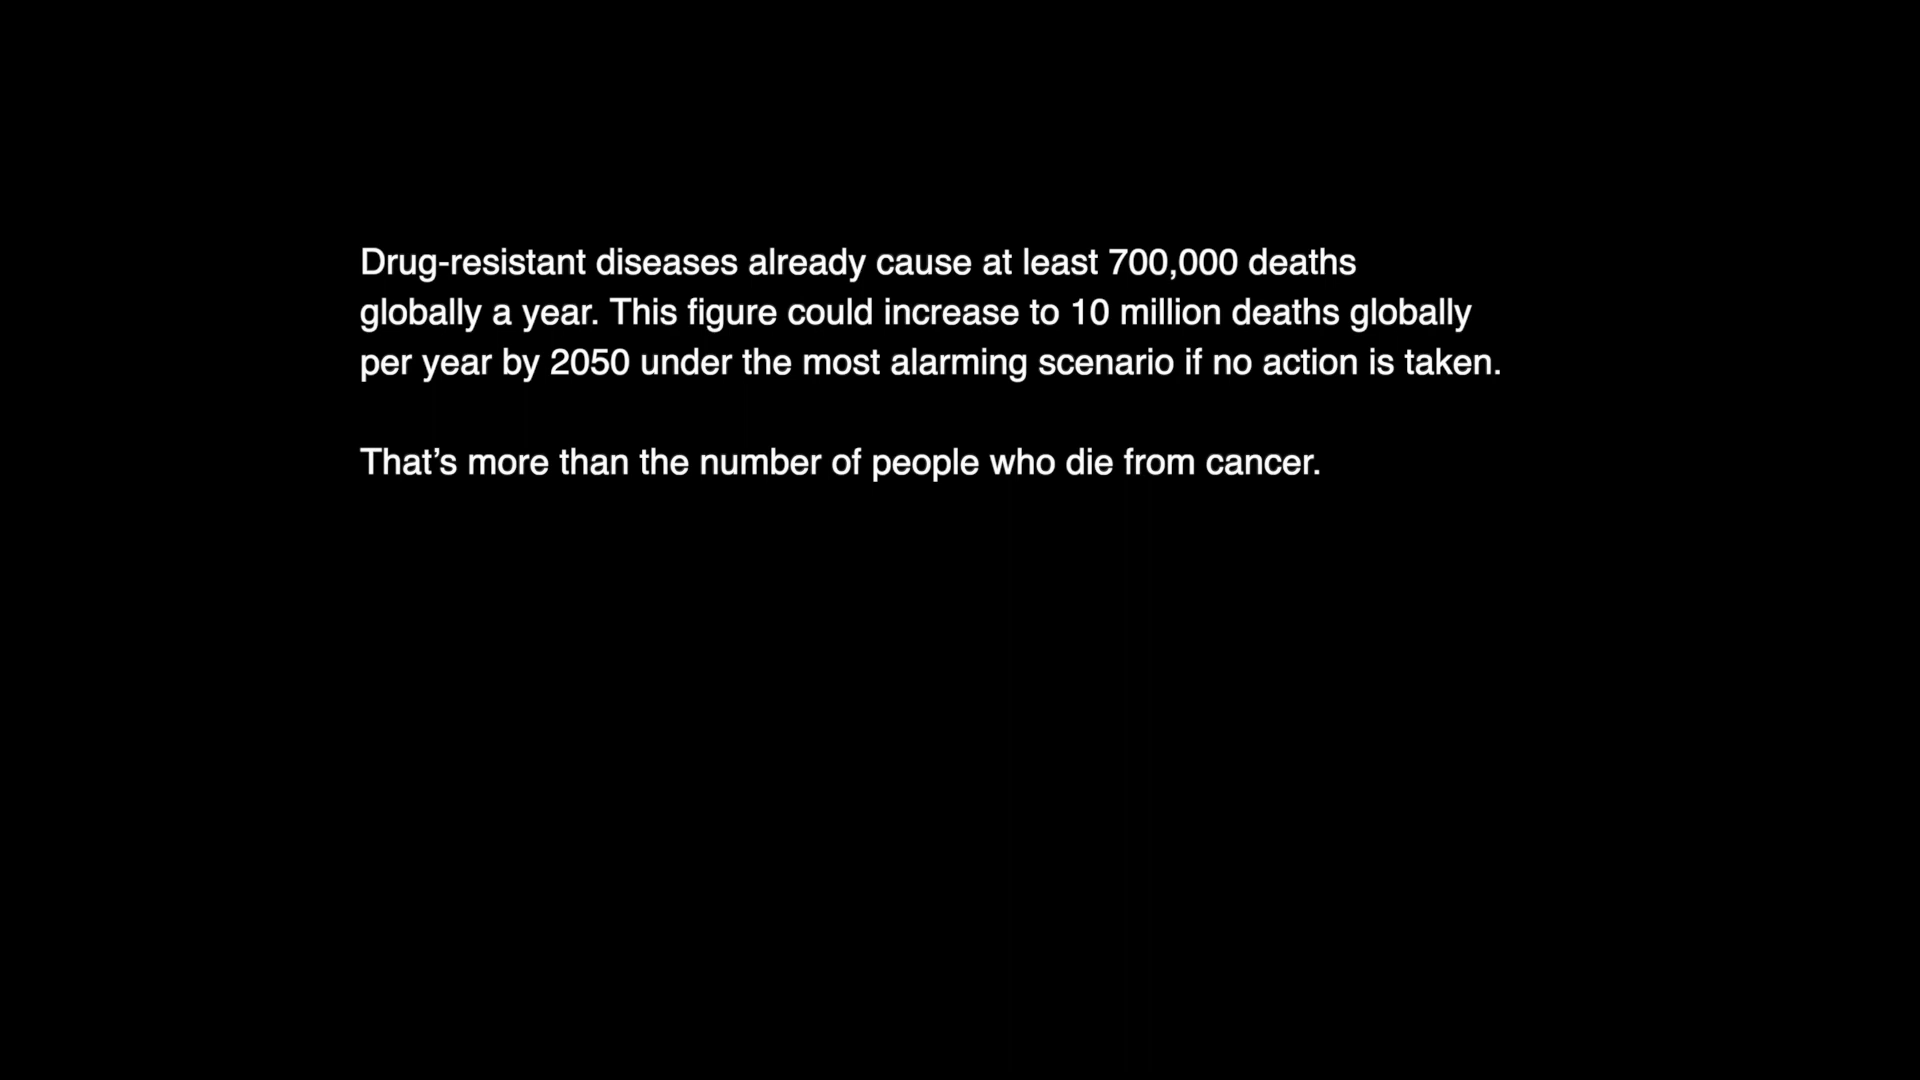 Drug-resistant diseases already cause at least 700,000 deaths
globally a year. This figure could increase to 10 million deaths globally
per year by 2050 under the most alarming scenario if no action is taken.
That’s more than the number of people who die from cancer.